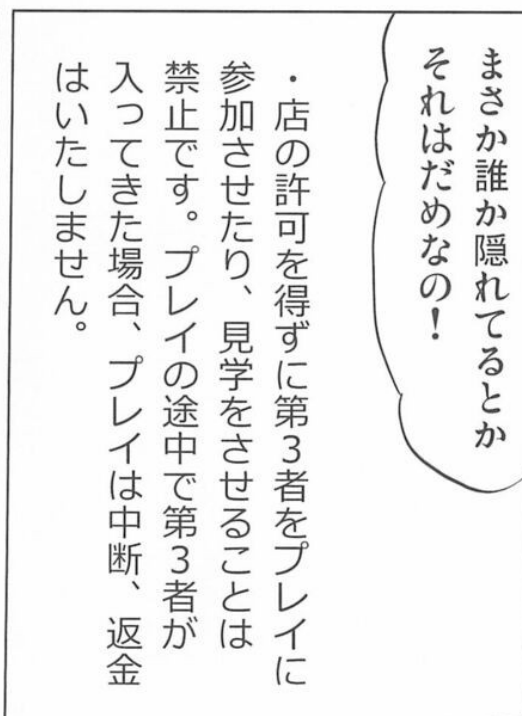 まさか誰か隠れてるとか
それはだめなの！
・店の許可を得ずに第3者をプレイに
参加させたり、見学をさせることは
禁止です。プレイの途中で第3者が
入ってきた場合、プレイは中断、返金
はいたしません。